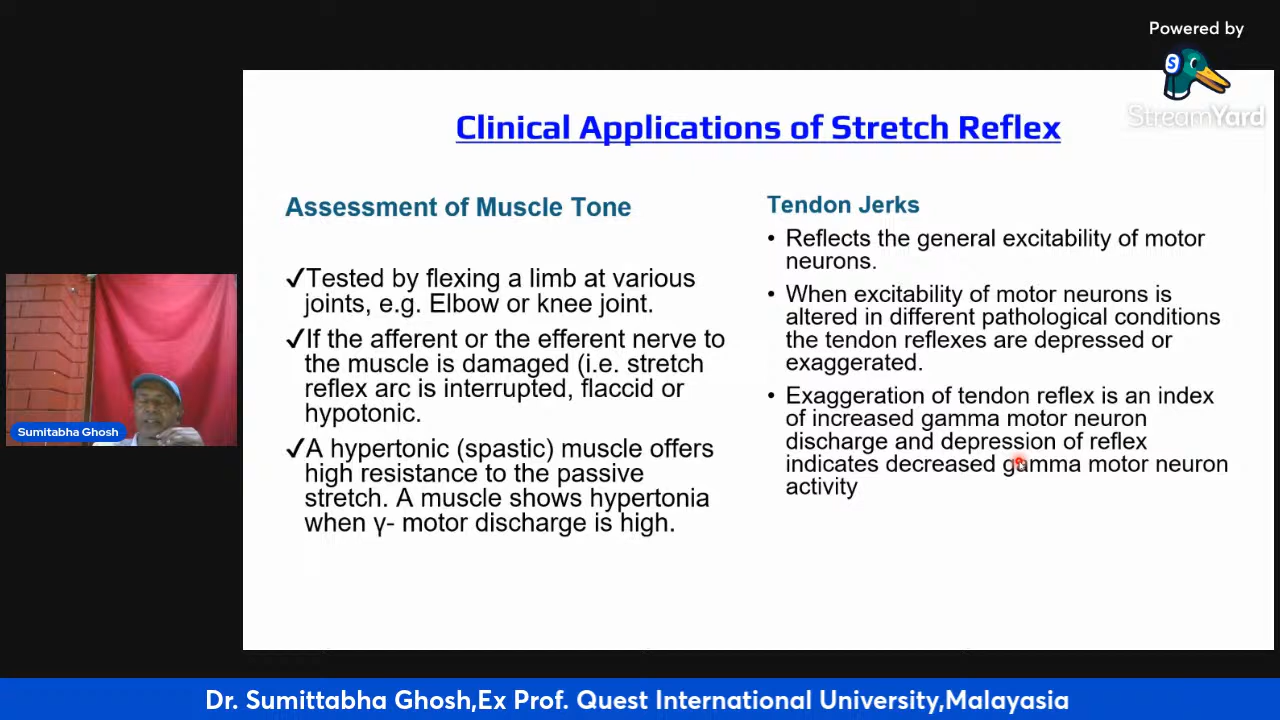 Powered by
StreamYard
Clinical Applications of Stretch Reflex
Assessment of Muscle Tone
✓Tested by flexing a limb at various
joints, e.g. Elbow or knee joint.
✓If the afferent or the efferent nerve to
the muscle is damaged (i.e. stretch
reflex arc is interrupted, flaccid or
hypotonic.
✓A hypertonic (spastic) muscle offers
high resistance to the passive
stretch. A muscle shows hypertonia
when γ- motor discharge is high.
Tendon Jerks
• Reflects the general excitability of motor
neurons.
• When excitability of motor neurons is
altered in different pathological conditions
the tendon reflexes are depressed or
exaggerated.
• Exaggeration of tendon reflex is an index
of increased gamma motor neuron
discharge and depression of reflex
indicates decreased gamma motor neuron
activity
Sumitabha Ghosh
Dr. Sumittabha Ghosh,Ex Prof. Quest International University,Malayasia